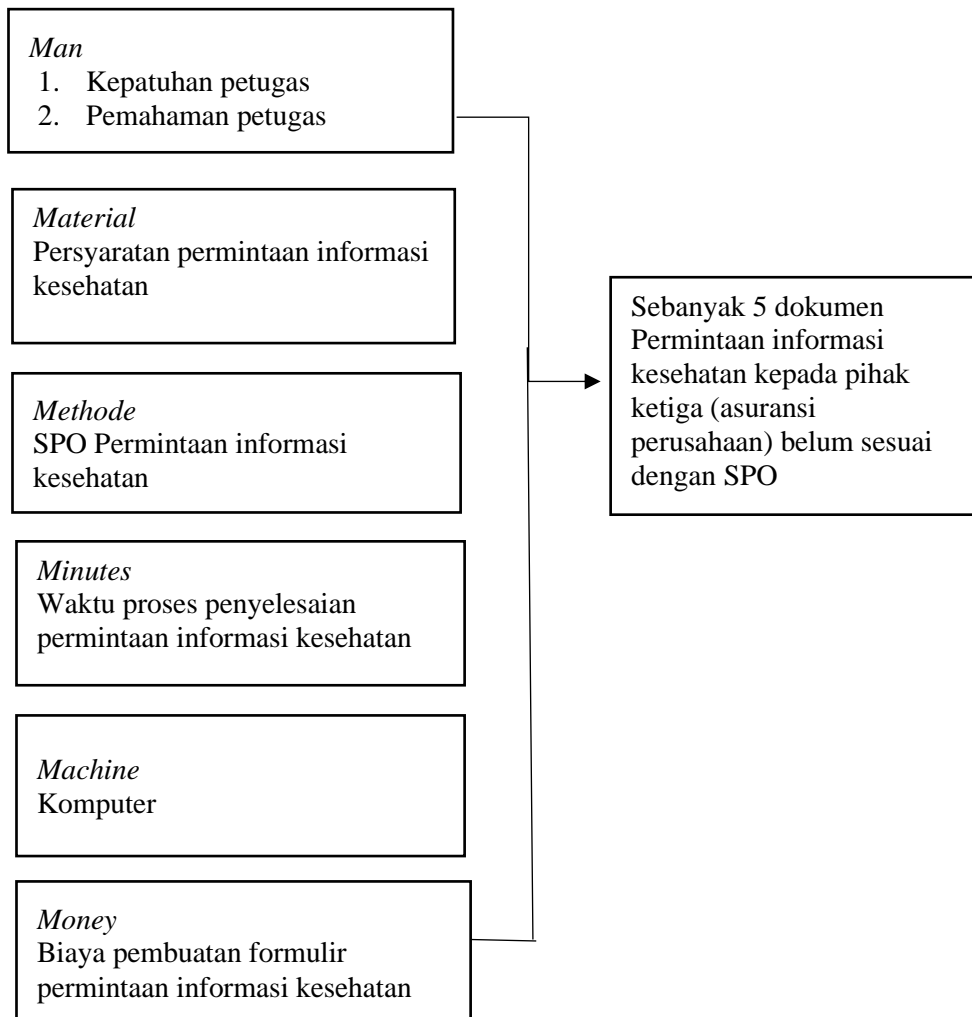 Man
1. Kepatuhan petugas
2. Pemahaman petugas
Material
Persyaratan permintaan informasi
kesehatan
Methode
SPO Permintaan informasi
kesehatan
Minutes
Waktu proses penyelesaian
permintaan informasi kesehatan
Machine
Komputer
Money
Biaya pembuatan formulir
permintaan informasi kesehatan
Sebanyak 5 dokumen
Permintaan informasi
kesehatan kepada pihak
ketiga (asuransi
perusahaan) belum sesuai
dengan SPO